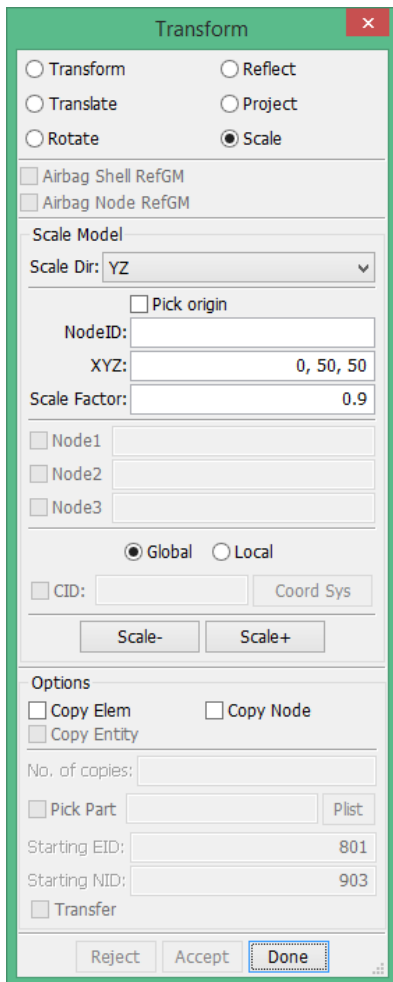 Transform
Transform Reflect
Translate Project
Rotate Scale
Airbag Shell RefGM
Airbag Node RefGM
Scale Model
Scale Dir: YZ
Pick origin
NodeID:
XYZ: 0, 50, 50
Scale Factor: 0.9
Node1
Node2
Node3
Global Local
CID: Coord Sys
Scale- Scale+
Options
Copy Elem Copy Node
Copy Entity
No. of copies:
Pick Part Plist
Starting EID: 801
Starting NID: 903
Transfer
Reject Accept Done